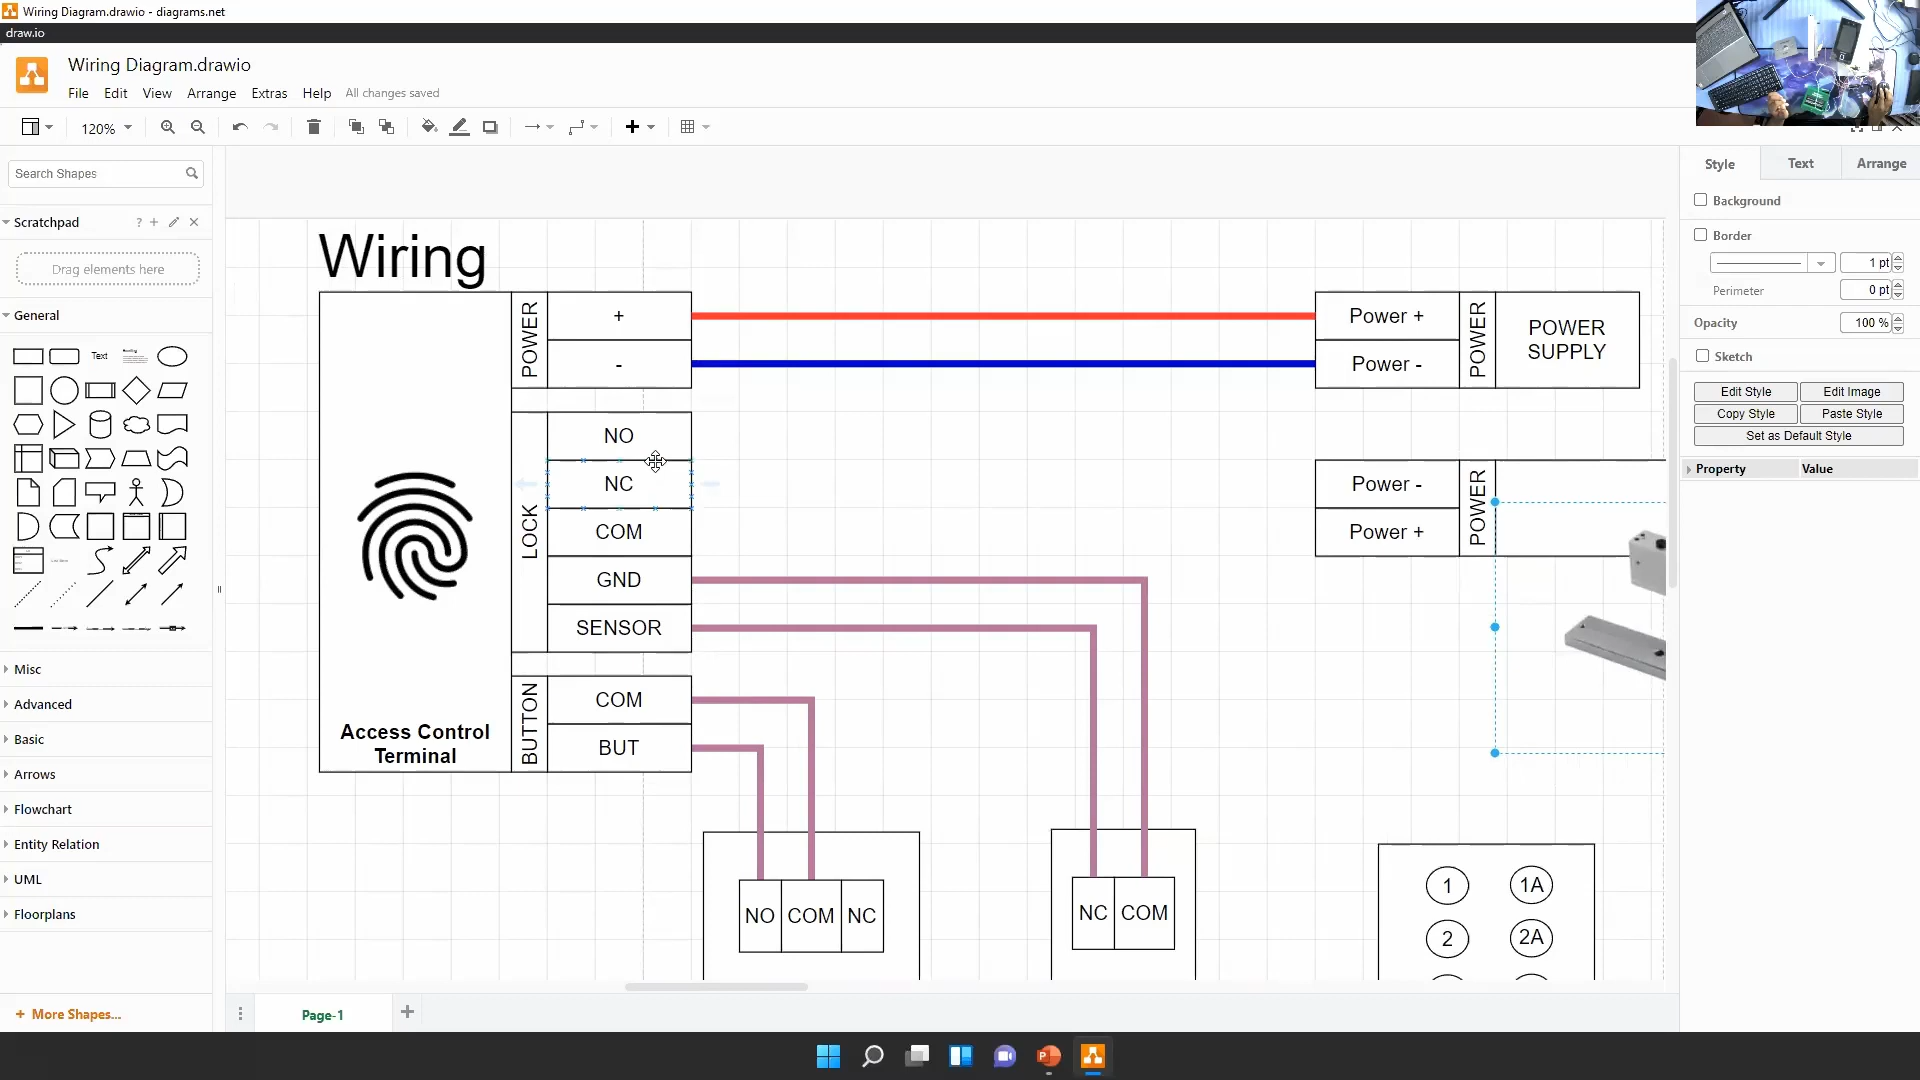 Wiring Diagram.drawio - diagrams.net
draw.io
Wiring Diagram.drawio
File Edit View Arrange Extras Help All changes saved
120%
Search Shapes
Scratchpad ? +
Drag elements here
General
Text
Misc
Advanced
Basic
Arrows
Flowchart
Entity Relation
UML
Floorplans
+ More Shapes...
Wiring
POWER
+
-
LOCK
NO
NC
COM
GND
SENSOR
BUTTON
COM
BUT
Access Control
Terminal
Power +
Power -
POWER
POWER
SUPPLY
Power -
Power +
POWER
NO COM NC
NC COM
1 1A
2 2A
Page-1
Style Text Arrange
Background
Border
1 pt
Perimeter 0 pt
Opacity 100 %
Sketch
Edit Style Edit Image
Copy Style Paste Style
Set as Default Style
Property Value